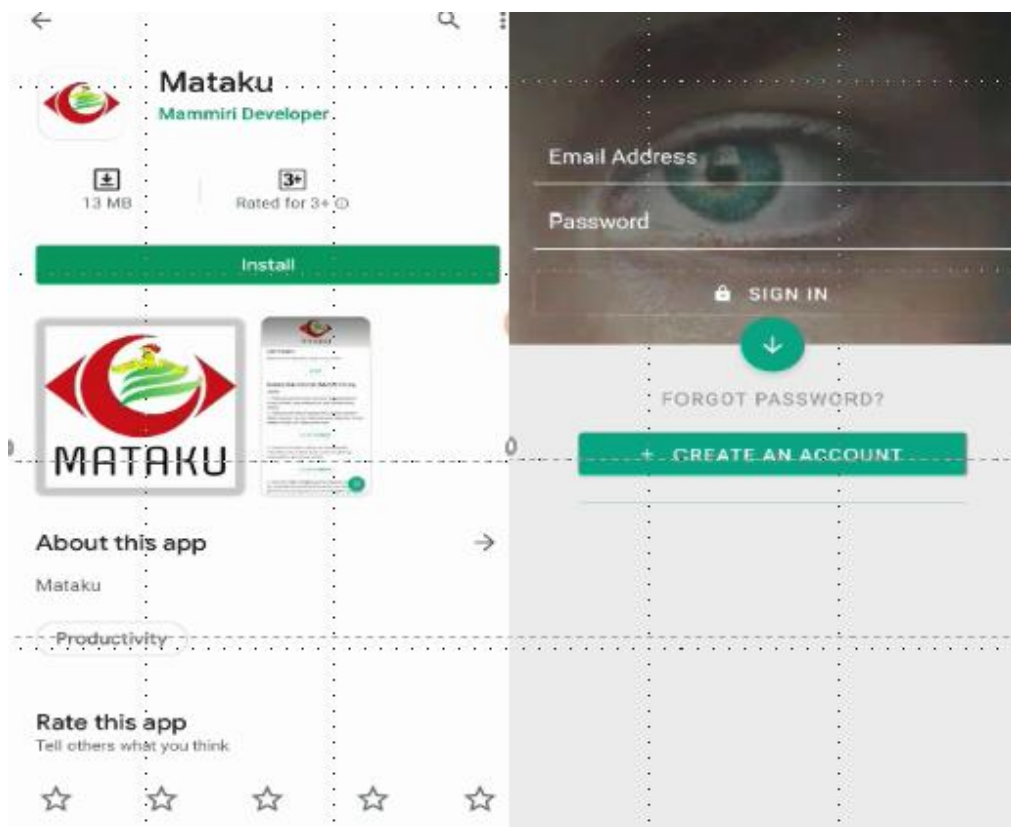 Mataku
Mammiri Developer
3+
13 MB
Rated for 3+
Install
MATAKU
About this app
Mataku
Productivity
Rate this app
Tell others what you think
Email Address
Password
SIGN IN
FORGOT PASSWORD?
+ CREATE AN ACCOUNT